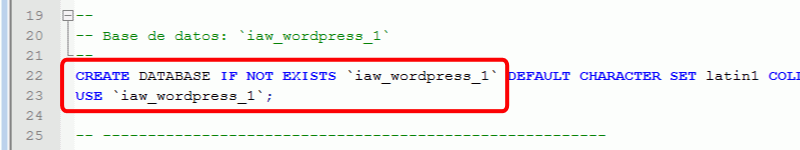 19 --
20 -- Base de datos: `iaw_wordpress_1`
21 --
22 CREATE DATABASE IF NOT EXISTS `iaw_wordpress_1` DEFAULT CHARACTER SET latin1
23 USE `iaw_wordpress_1`;
24
25 -- --------------------------------------------------------